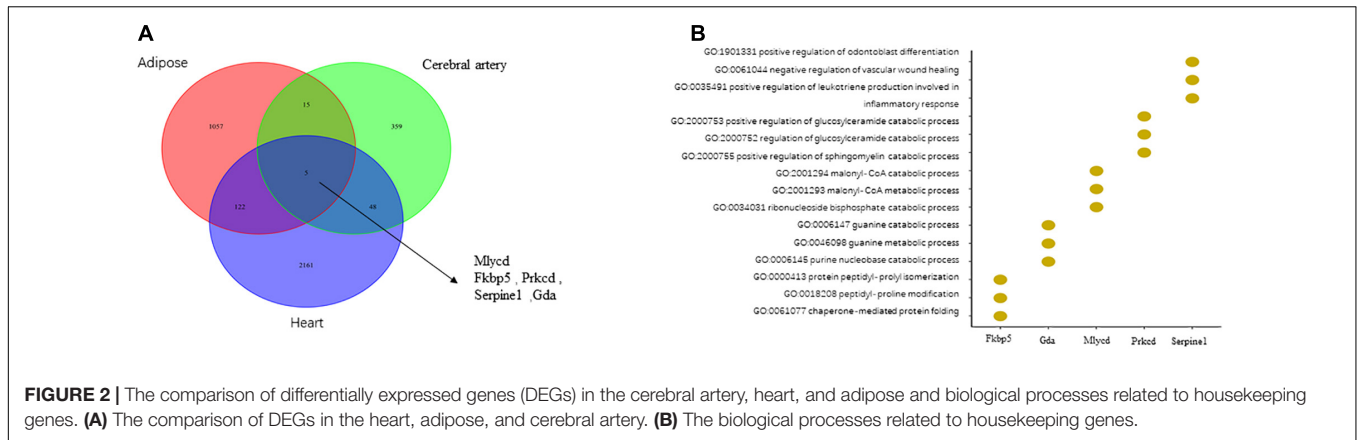 A
Adipose
Cerebral artery
15
1057
359
5
122
48
2161
Heart
Mlycd
Fkbp5 , Prkcd ,
Serpine1 ,Gda
B
GO:1901331 positive regulation of odontoblast differentiation
GO:0061044 negative regulation of vascular wound healing
GO:0035491 positive regulation of leukotriene production involved in
inflammatory response
GO:2000753 positive regulation of glucosylceramide catabolic process
GO:2000752 regulation of glucosylceramide catabolic process
GO:2000755 positive regulation of sphingomyelin catabolic process
GO:2001294 malonyl-CoA catabolic process
GO:2001293 malonyl-CoA metabolic process
GO:0034031 ribonucleoside bisphosphate catabolic process
GO:0006147 guanine catabolic process
GO:0046098 guanine metabolic process
GO:0006145 purine nucleobase catabolic process
GO:0000413 protein peptidyl-prolyl isomerization
GO:0018208 peptidyl-proline modification
GO:0061077 chaperone-mediated protein folding
Fkbp5 Gda Mlycd Prkcd Serpine1
FIGURE 2 | The comparison of differentially expressed genes (DEGs) in the cerebral artery, heart, and adipose and biological processes related to housekeeping
genes. (A) The comparison of DEGs in the heart, adipose, and cerebral artery. (B) The biological processes related to housekeeping genes.